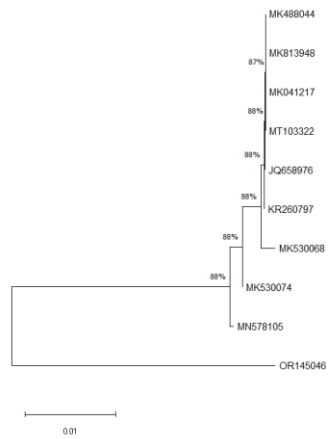 MK488044
MK813948
87%
MK041217
88%
MT103322
88%
JQ658976
88%
KR260797
88%
MK530068
88%
MK530074
MN578105
OR145046
0.01